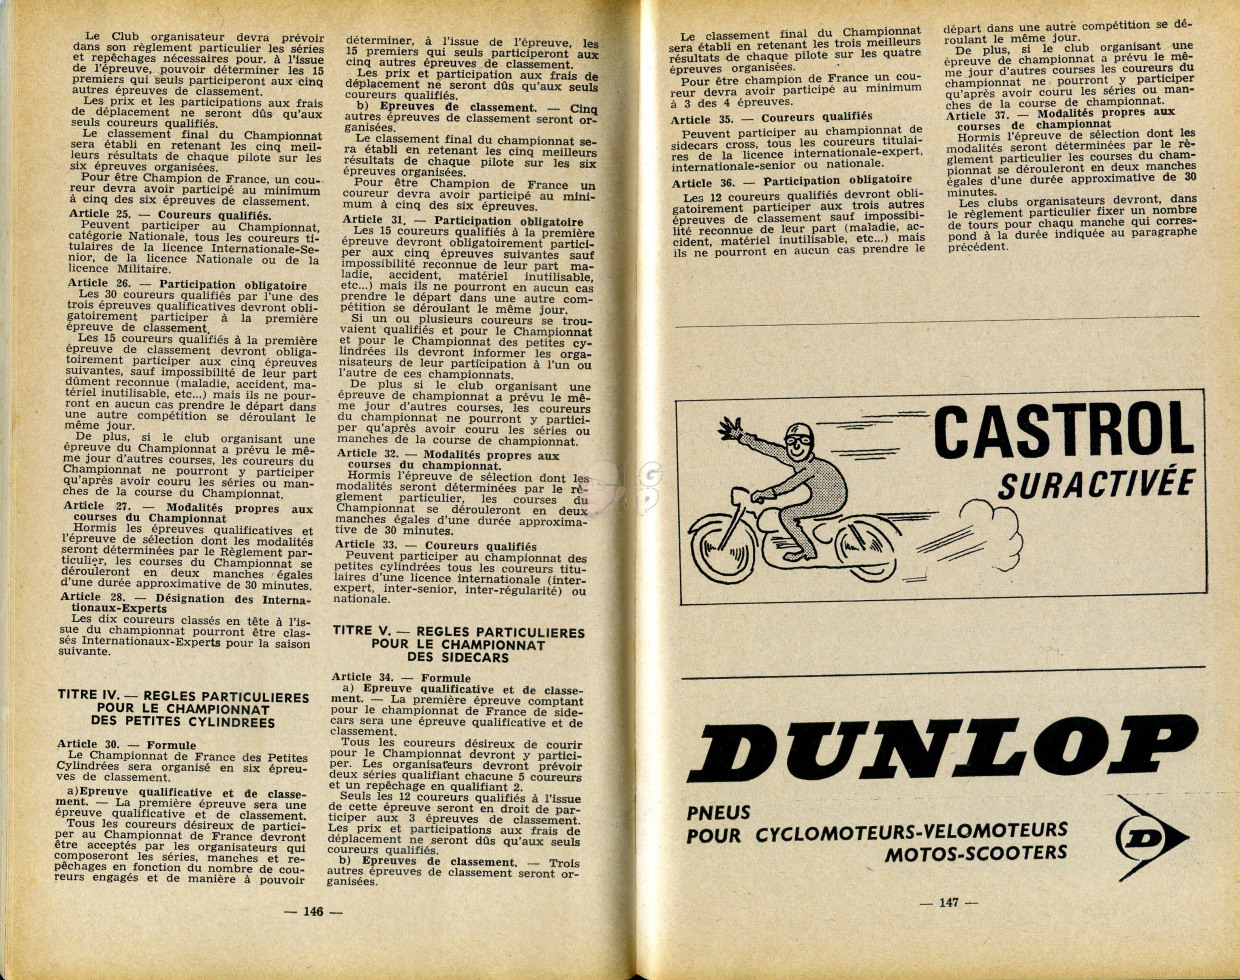 Le Club organisateur devra prévoir
dans son règlement particulier les séries
et repêchages nécessaires pour. à l'issue
de l'épreuve, pouvoir déterminer les 15
premiers qui seuls participeront aux cinq
autres épreuves de classement.
Les prix et les participations aux frais
de déplacement ne seront dûs qu'aux
seuls coureurs qualifiés.
Le classement final du Championnat
sera établi en retenant les cinq meil-
leurs résultats de chaque pilote sur les
six épreuves organisées.
Pour être Champion de France, un cou-
reur devra avoir participé au minimum
à cinq des six épreuves de classement.
Article 25. — Coureurs qualifiés.
Peuvent participer au Championnat,
catégorie Nationale, tous les coureurs ti-
tulaires de la licence Internationale-Se-
nior, de la licence Nationale ou de la
licence Militaire.
Article 26. — Participation obligatoire
Les 30 coureurs qualifiés par l'une des
trois épreuves qualificatives devront obli-
gatoirement participer à la première
épreuve de classement.
Les 15 coureurs qualifiés à la première
épreuve de classement devront obliga-
toirement participer aux cinq épreuves
suivantes, sauf impossibilité de leur part
dûment reconnue (maladie, accident, ma-
tériel inutilisable, etc...) mais ils ne pour-
ront en aucun cas prendre le départ dans
une autre compétition se déroulant le
même jour.
De plus, si le club organisant une
épreuve du Championnat a prévu le mê-
me jour d'autres courses, les coureurs du
Championnat ne pourront y participer
qu'après avoir couru les séries ou man-
ches de la course du Championnat.
Article 27. — Modalités propres aux
courses du Championnat
Hormis les épreuves qualificatives et
l'épreuve de sélection dont les modalités
seront déterminées par le Règlement par-
ticulier, les courses du Championnat se
dérouleront en deux manches égales
d'une durée approximative de 30 minutes.
Article 28. — Désignation des Interna-
tionaux-Experts
Les dix coureurs classés en tête à l'is-
sue du championnat pourront être clas-
sés Internationaux-Experts pour la saison
suivante.
TITRE IV. — REGLES PARTICULIERES
POUR LE CHAMPIONNAT
DES PETITES CYLINDREES
Article 30. — Formule
Le Championnat de France des Petites
Cylindrées sera organisé en six épreu-
ves de classement.
a)Epreuve qualificative et de classe-
ment. — La première épreuve sera une
épreuve qualificative et de classement.
Tous les coureurs désireux de partici-
per au Championnat de France devront
être acceptés par les organisateurs qui
composeront les séries, manches et re-
pêchages en fonction du nombre de cou-
reurs engagés et de manière à pouvoir
déterminer, à l'issue de l'épreuve, les
15 premiers qui seuls participeront aux
cinq autres épreuves de classement.
Les prix et participation aux frais de
déplacement ne seront dûs qu'aux seuls
coureurs qualifiés.
b) Epreuves de classement. — Cinq
autres épreuves de classement seront or-
ganisées.
Le classement final du championnat se-
ra établi en retenant les cinq meilleurs
résultats de chaque pilote sur les six
épreuves organisées.
Pour être Champion de France un
coureur devra avoir participé au mini-
mum à cinq des six épreuves.
Article 31. — Participation obligatoire
Les 15 coureurs qualifiés à la première
épreuve devront obligatoirement partici-
per aux cinq épreuves suivantes sauf
impossibilité reconnue de leur part ma-
ladie, accident, matériel inutilisable,
etc...) mais ils ne pourront en aucun cas
prendre le départ dans une autre com-
pétition se déroulant le même jour.
Si un ou plusieurs coureurs se trou-
vaient qualifiés et pour le Championnat
et pour le Championnat des petites cy-
lindrées ils devront informer les orga-
nisateurs de leur participation à l'un ou
l'autre de ces championnats.
De plus si le club organisant une
épreuve de championnat a prévu le mê-
me jour d'autres courses, les coureurs
du championnat ne pourront y partici-
per qu'après avoir couru les séries ou
manches de la course de championnat.
Article 32. — Modalités propres aux
courses du championnat.
Hormis l'épreuve de sélection dont les
modalités seront déterminées par le rè-
glement particulier, les courses du
Championnat se dérouleront en deux
manches égales d'une durée approxima-
tive de 30 minutes.
Article 33. — Coureurs qualifiés
Peuvent participer au championnat des
petites cylindrées tous les coureurs titu-
laires d'une licence internationale (inter-
expert, inter-senior, inter-régularité) ou
nationale.
TITRE V. — REGLES PARTICULIERES
POUR LE CHAMPIONNAT
DES SIDECARS
Article 34. — Formule
a) Epreuve qualificative et de classe-
ment. — La première épreuve comptant
pour le championnat de France de side-
cars sera une épreuve qualificative et de
classement.
Tous les coureurs désireux de courir
pour le Championnat devront y partici-
per. Les organisateurs devront prévoir
deux séries qualifiant chacune 5 coureurs
et un repêchage en qualifiant 2.
Seuls les 12 coureurs qualifiés à l'issue
de cette épreuve seront en droit de par-
ticiper aux 3 épreuves de classement.
Les prix et participations aux frais de
déplacement ne seront dûs qu'aux seuls
coureurs qualifiés.
b) Epreuves de classement. — Trois
autres épreuves de classement seront or-
ganisées.
— 146 —
Le classement final du Championnat
sera établi en retenant les trois meilleurs
résultats de chaque pilote sur les quatre
épreuves organisées.
Pour être champion de France un cou-
reur devra avoir participé au minimum
à 3 des 4 épreuves.
Article 35. — Coureurs qualifiés
Peuvent participer au championnat de
sidecars cross, tous les coureurs titulai-
res de la licence internationale-expert,
internationale-senior ou nationale.
Article 36. — Participation obligatoire
Les 12 coureurs qualifiés devront obli-
gatoirement participer aux trois autres
épreuves de classement sauf impossibi-
lité reconnue de leur part (maladie, ac-
cident, matériel inutilisable, etc...) mais
ils ne pourront en aucun cas prendre le
départ dans une autre compétition se dé-
roulant le même jour.
De plus, si le club organisant une
épreuve de championnat a prévu le mê-
me jour d'autres courses les coureurs du
championnat ne pourront y participer
qu'après avoir couru les séries ou man-
ches de la course de championnat.
Article 37. — Modalités propres aux
courses de championnat
Hormis l'épreuve de sélection dont les
modalités seront déterminées par le rè-
glement particulier les courses du cham-
pionnat se dérouleront en deux manches
égales d'une durée approximative de 30
minutes.
Les clubs organisateurs devront, dans
le règlement particulier fixer un nombre
de tours pour chaqu manche qui corres-
pond à la durée indiquée au paragraphe
précédent.
CASTROL
SURACTIVÉE
DUNLOP
PNEUS
POUR CYCLOMOTEURS-VELOMOTEURS
MOTOS-SCOOTERS
D
— 147 —